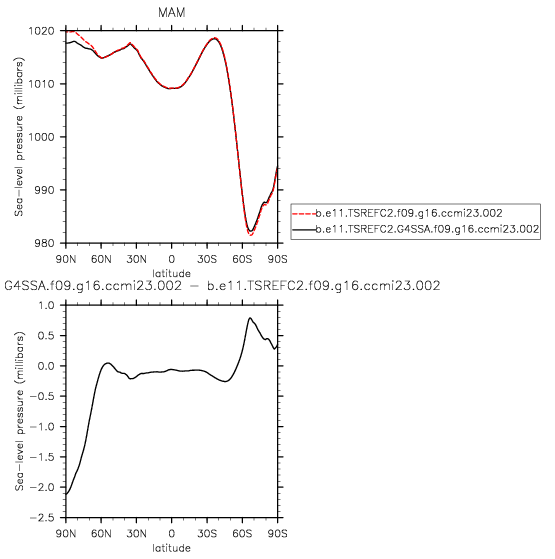 MAM
1020
1010
1000
990
980
Sea-level pressure (millibars)
90N 60N 30N 0 30S 60S 90S
latitude
b.e11.TSREFC2.f09.g16.ccmi23.002
b.e11.TSREFC2.G4SSA.f09.g16.ccmi23.002
G4SSA.f09.g16.ccmi23.002 - b.e11.TSREFC2.f09.g16.ccmi23.002
1.0
0.5
0.0
-0.5
-1.0
-1.5
-2.0
-2.5
Sea-level pressure (millibars)
90N 60N 30N 0 30S 60S 90S
latitude